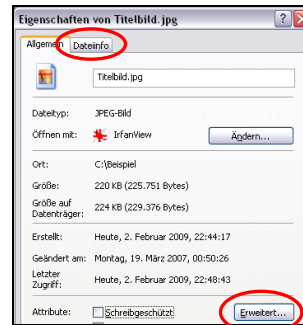 Eigenschaften von Titelbild.jpg
Allgemein Dateiinfo
Titelbild.jpg
Dateityp: JPEG-Bild
Öffnen mit: IrfanView Ändern...
Ort: C:\Beispiel
Größe: 220 KB (225.751 Bytes)
Größe auf Datenträger: 224 KB (229.376 Bytes)
Erstellt: Heute, 2. Februar 2009, 22:44:17
Geändert am: Montag, 19. März 2007, 00:50:26
Letzter Zugriff: Heute, 2. Februar 2009, 22:48:43
Attribute: Schreibgeschützt Erweitert...